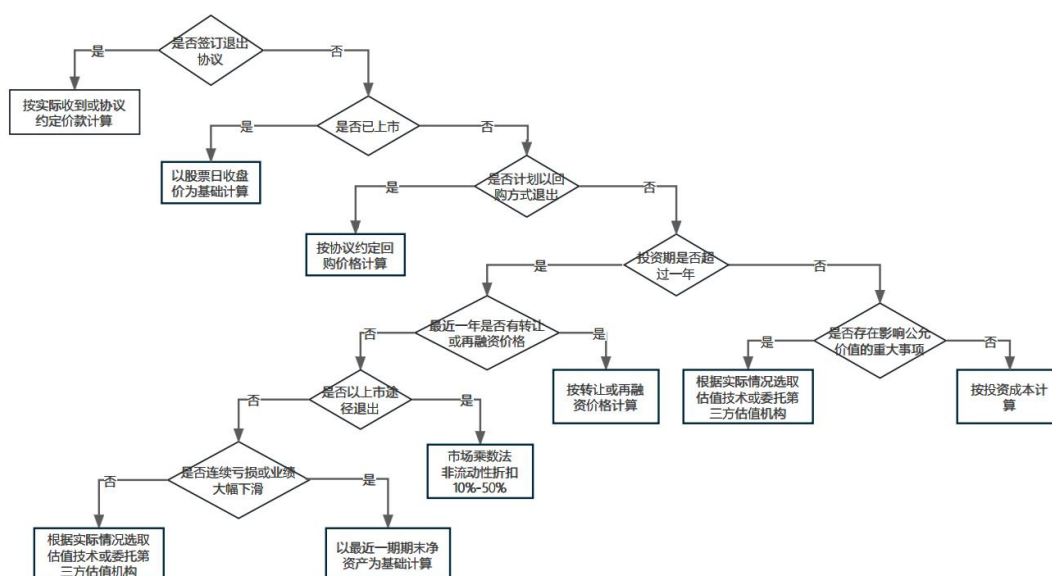 是否签订退出
协议
是
否
按实际收到或协议
约定价款计算
是否已上市
是
否
以股票日收盘
价为基础计算
是否计划以回
购方式退出
是
否
按协议约定回
购价格计算
投资期是否超
过一年
是
否
最近一年是否有转让
或再融资价格
否
是
是否存在影响公允
价值的重大事项
是
否
按转让或再融
资价格计算
根据实际情况选取
估值技术或委托第
三方估值机构
按投资成本计
算
是否以上市途
径退出
否
是
市场乘数法
非流动性折扣
10%-50%
是否连续亏损或业绩
大幅下滑
否
是
根据实际情况选取
估值技术或委托第
三方估值机构
以最近一期期末净
资产为基础计算